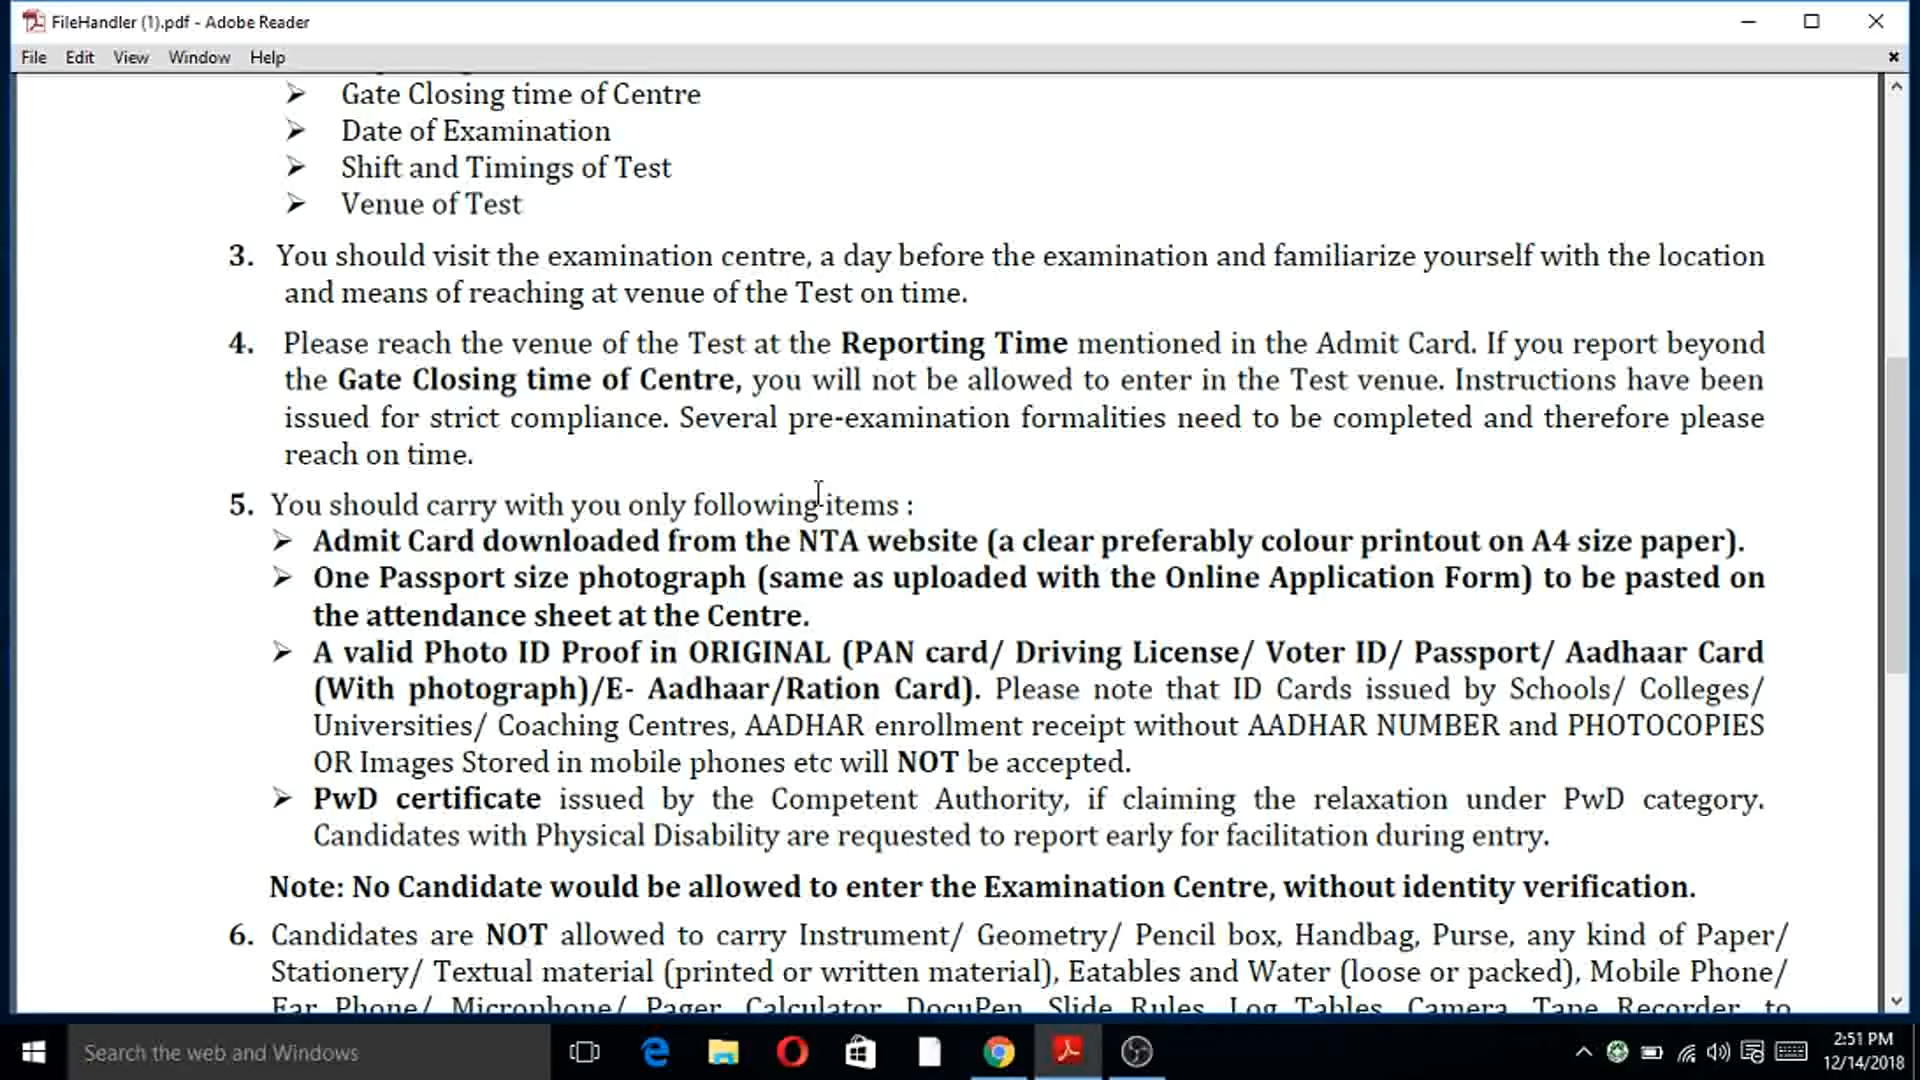 FileHandler (1).pdf - Adobe Reader
File Edit View Window Help
➢ Gate Closing time of Centre
➢ Date of Examination
➢ Shift and Timings of Test
➢ Venue of Test
3. You should visit the examination centre, a day before the examination and familiarize yourself with the location
and means of reaching at venue of the Test on time.
4. Please reach the venue of the Test at the Reporting Time mentioned in the Admit Card. If you report beyond
the Gate Closing time of Centre, you will not be allowed to enter in the Test venue. Instructions have been
issued for strict compliance. Several pre-examination formalities need to be completed and therefore please
reach on time.
5. You should carry with you only following items :
➢ Admit Card downloaded from the NTA website (a clear preferably colour printout on A4 size paper).
➢ One Passport size photograph (same as uploaded with the Online Application Form) to be pasted on
the attendance sheet at the Centre.
➢ A valid Photo ID Proof in ORIGINAL (PAN card/ Driving License/ Voter ID/ Passport/ Aadhaar Card
(With photograph)/E- Aadhaar/Ration Card). Please note that ID Cards issued by Schools/ Colleges/
Universities/ Coaching Centres, AADHAR enrollment receipt without AADHAR NUMBER and PHOTOCOPIES
OR Images Stored in mobile phones etc will NOT be accepted.
➢ PwD certificate issued by the Competent Authority, if claiming the relaxation under PwD category.
Candidates with Physical Disability are requested to report early for facilitation during entry.
Note: No Candidate would be allowed to enter the Examination Centre, without identity verification.
6. Candidates are NOT allowed to carry Instrument/ Geometry/ Pencil box, Handbag, Purse, any kind of Paper/
Stationery/ Textual material (printed or written material), Eatables and Water (loose or packed), Mobile Phone/
Ear Phone/ Microphone/ Pager, Calculator, DocuPen, Slide Rules, Log Tables, Camera, Tape Recorder, to
Search the web and Windows
2:51 PM
12/14/2018